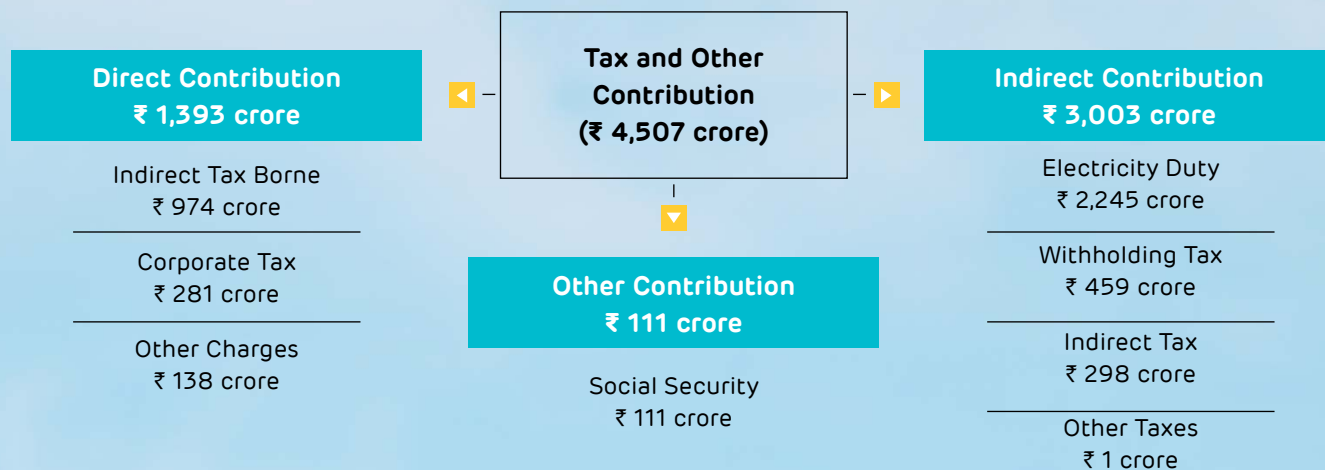 Tax and Other
Contribution
(₹ 4,507 crore)
Direct Contribution
₹ 1,393 crore
Indirect Tax Borne
₹ 974 crore
Corporate Tax
₹ 281 crore
Other Charges
₹ 138 crore
Other Contribution
₹ 111 crore
Social Security
₹ 111 crore
Indirect Contribution
₹ 3,003 crore
Electricity Duty
₹ 2,245 crore
Withholding Tax
₹ 459 crore
Indirect Tax
₹ 298 crore
Other Taxes
₹ 1 crore